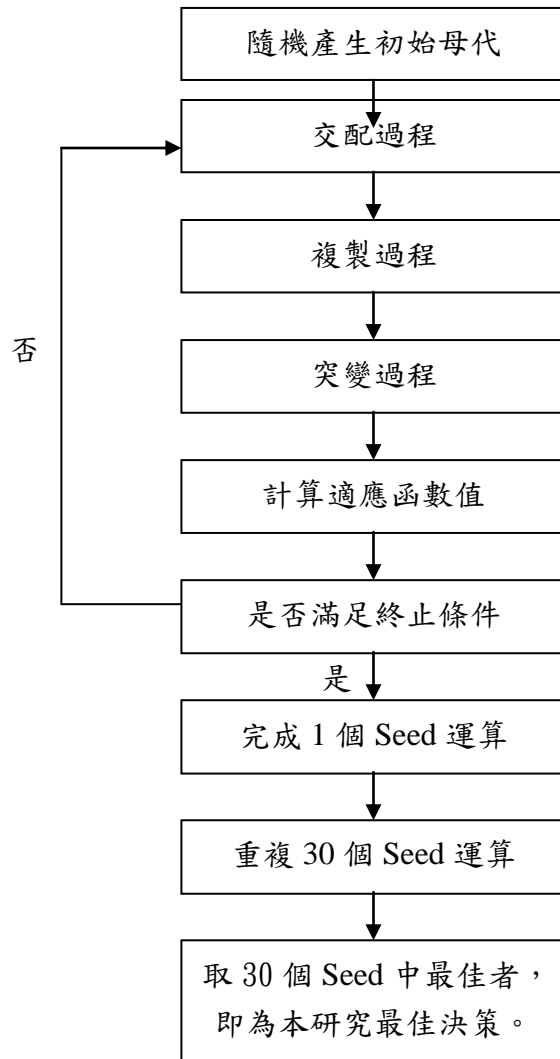 隨機產生初始母代
交配過程
複製過程
否
突變過程
計算適應函數值
是否滿足終止條件
是
完成 1 個 Seed 運算
重複 30 個 Seed 運算
取 30 個 Seed 中最佳者，
即為本研究最佳決策。